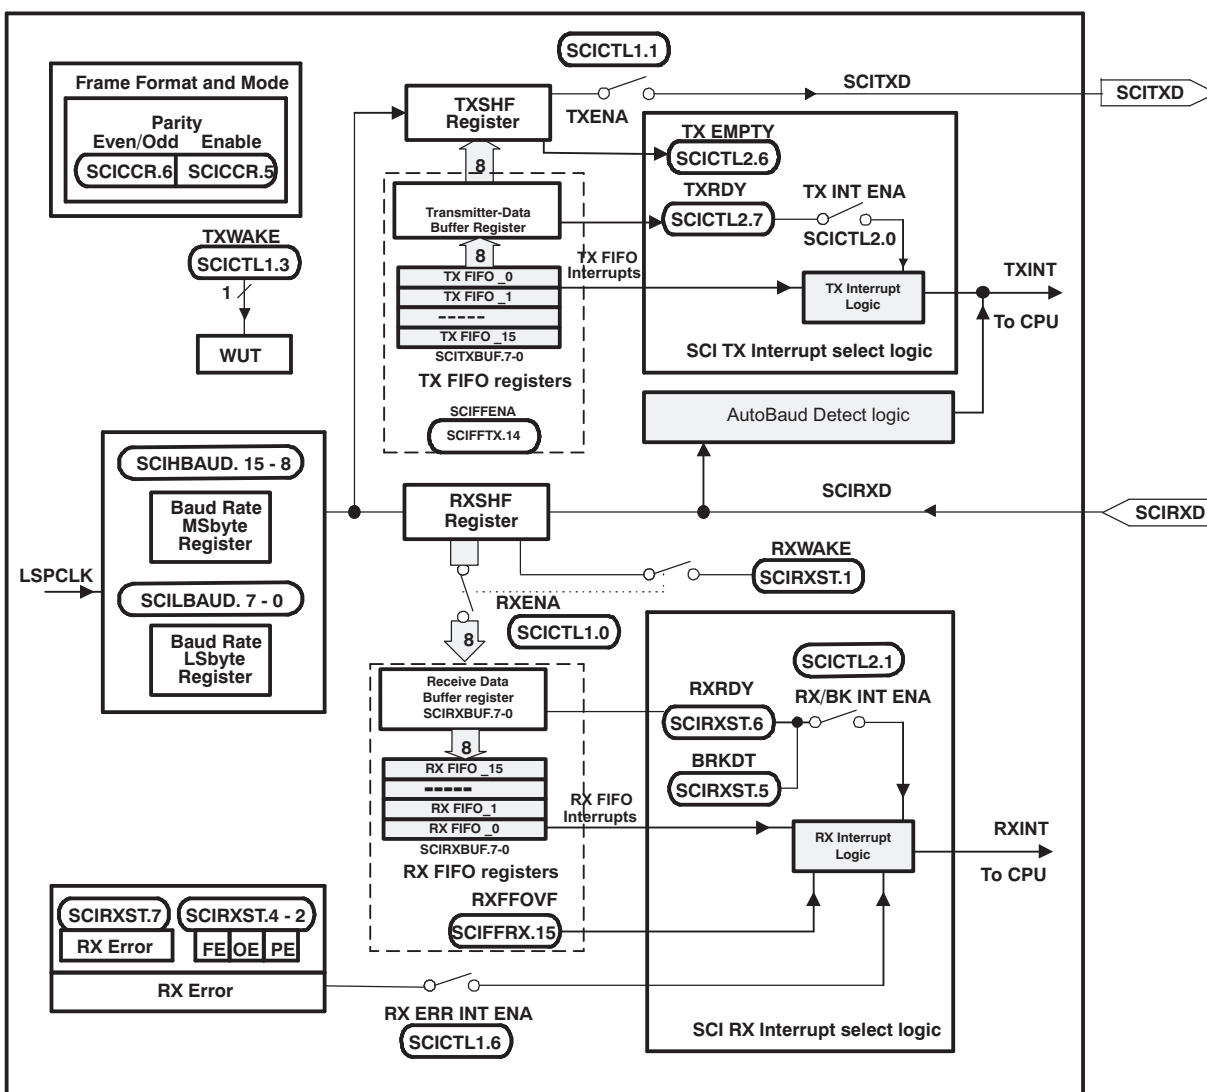 SCICTL1.1
Frame Format and Mode
Parity
Even/Odd Enable
SCICCR.6 SCICCR.5
TXSHF
Register
TXENA
SCITXD
SCITXD
8
TX EMPTY
SCICTL2.6
TXRDY
SCICTL2.7
TX INT ENA
SCICTL2.0
Transmitter-Data
Buffer Register
8
TX FIFO
Interrupts
TX FIFO _0
TX FIFO _1
-----
TX FIFO _15
SCITXBUF.7-0
TX FIFO registers
SCIFFENA
SCIFFTX.14
TXWAKE
SCICTL1.3
1
WUT
TX Interrupt
Logic
TXINT
To CPU
SCI TX Interrupt select logic
AutoBaud Detect logic
SCIHBAUD. 15 - 8
Baud Rate
MSbyte
Register
LSPCLK
SCILBAUD. 7 - 0
Baud Rate
LSbyte
Register
RXSHF
Register
SCIRXD
SCIRXD
RXWAKE
SCIRXST.1
RXENA
SCICTL1.0
8
Receive Data
Buffer register
SCIRXBUF.7-0
8
RX FIFO _15
-----
RX FIFO_1
RX FIFO _0
SCIRXBUF.7-0
RX FIFO registers
RX FIFO
Interrupts
SCICTL2.1
RX/BK INT ENA
RXRDY
SCIRXST.6
BRKDT
SCIRXST.5
RX Interrupt
Logic
RXINT
To CPU
RXFFOVF
SCIFFRX.15
SCIRXST.7 SCIRXST.4 - 2
RX Error FE OE PE
RX Error
RX ERR INT ENA
SCICTL1.6
SCI RX Interrupt select logic